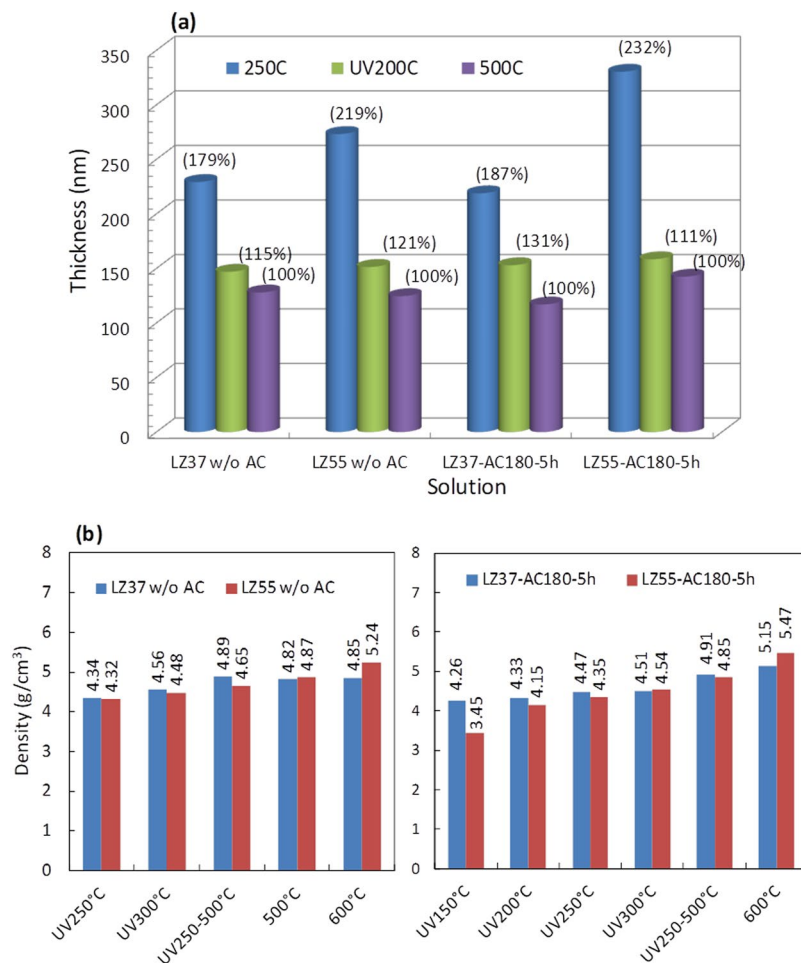 (a)
350
300
250
200
150
100
50
0
Thickness (nm)
250C UV200C 500C
(179%) (115%) (100%)
(219%) (121%) (100%)
(187%) (131%) (100%)
(232%) (111%) (100%)
LZ37 w/o AC LZ55 w/o AC LZ37-AC180-5h LZ55-AC180-5h
Solution
(b)
Density (g/cm³)
8
7
6
5
4
3
2
1
0
LZ37 w/o AC LZ55 w/o AC
4.34 4.32 4.56 4.48 4.89 4.65 4.82 4.87 4.85 5.24
UV250°C UV300°C UV250-500°C 500°C 600°C
8
7
6
5
4
3
2
1
0
LZ37-AC180-5h LZ55-AC180-5h
4.26 3.45 4.33 4.15 4.47 4.35 4.51 4.54 4.91 4.85 5.15 5.47
UV150°C UV200°C UV250°C UV300°C UV250-500°C 600°C